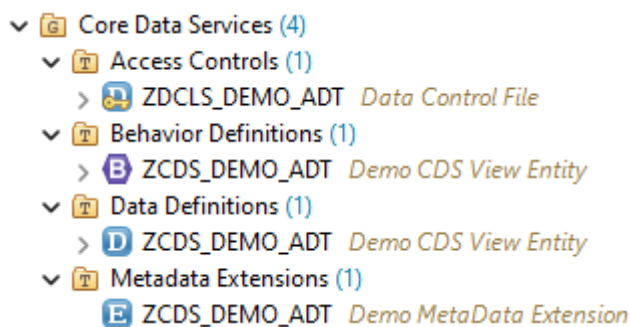 Core Data Services (4)
Access Controls (1)
ZDCLS_DEMO_ADT Data Control File
Behavior Definitions (1)
ZCDS_DEMO_ADT Demo CDS View Entity
Data Definitions (1)
ZCDS_DEMO_ADT Demo CDS View Entity
Metadata Extensions (1)
ZCDS_DEMO_ADT Demo MetaData Extension